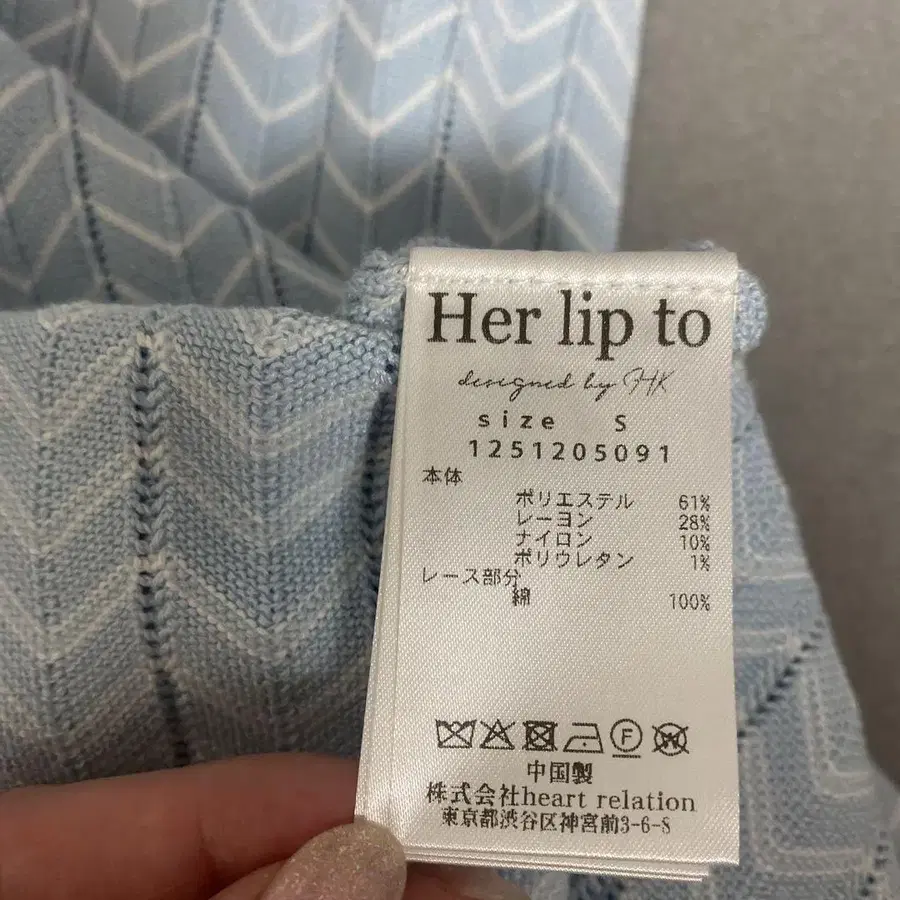 Her lip to
designed by HK
size S
1251205091
本体
ポリエステル 61%
レーヨン 28%
ナイロン 10%
ポリウレタン 1%
レース部分
綿 100%
F
W
中国製
株式会社heart relation
東京都渋谷区神宮前3-6-8